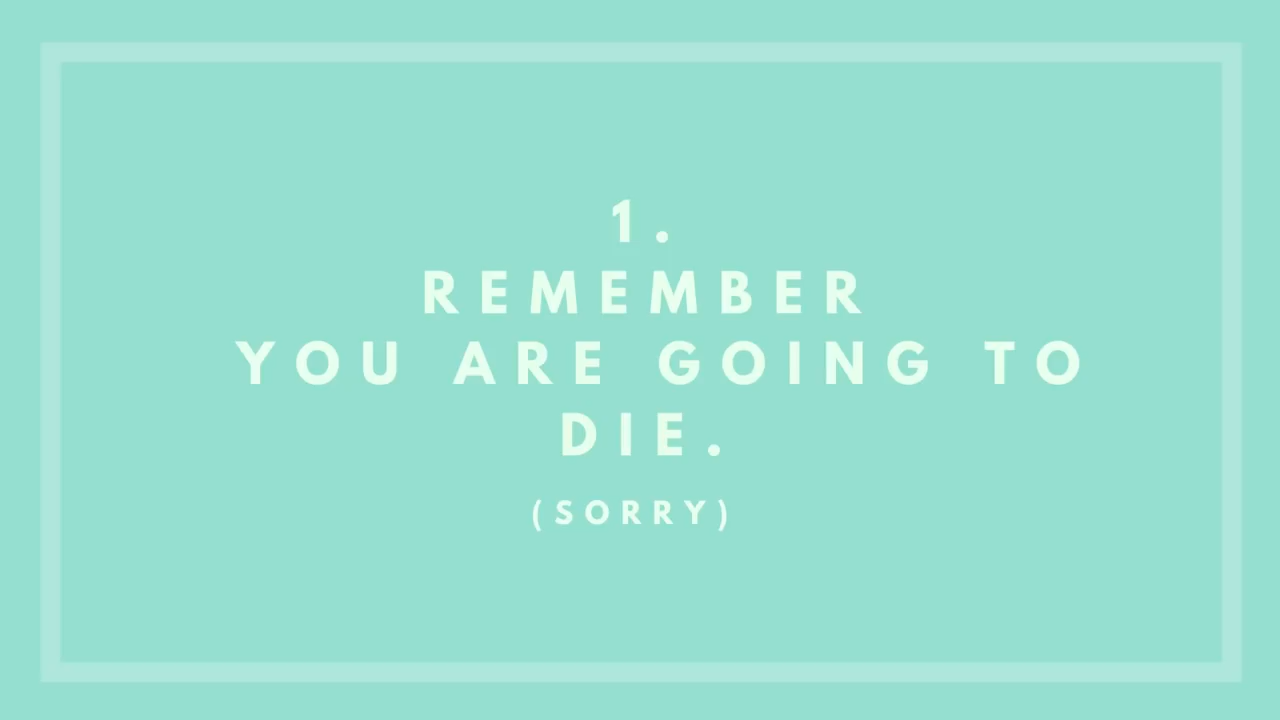 1.
REMEMBER
YOU ARE GOING TO
DIE.
(SORRY)